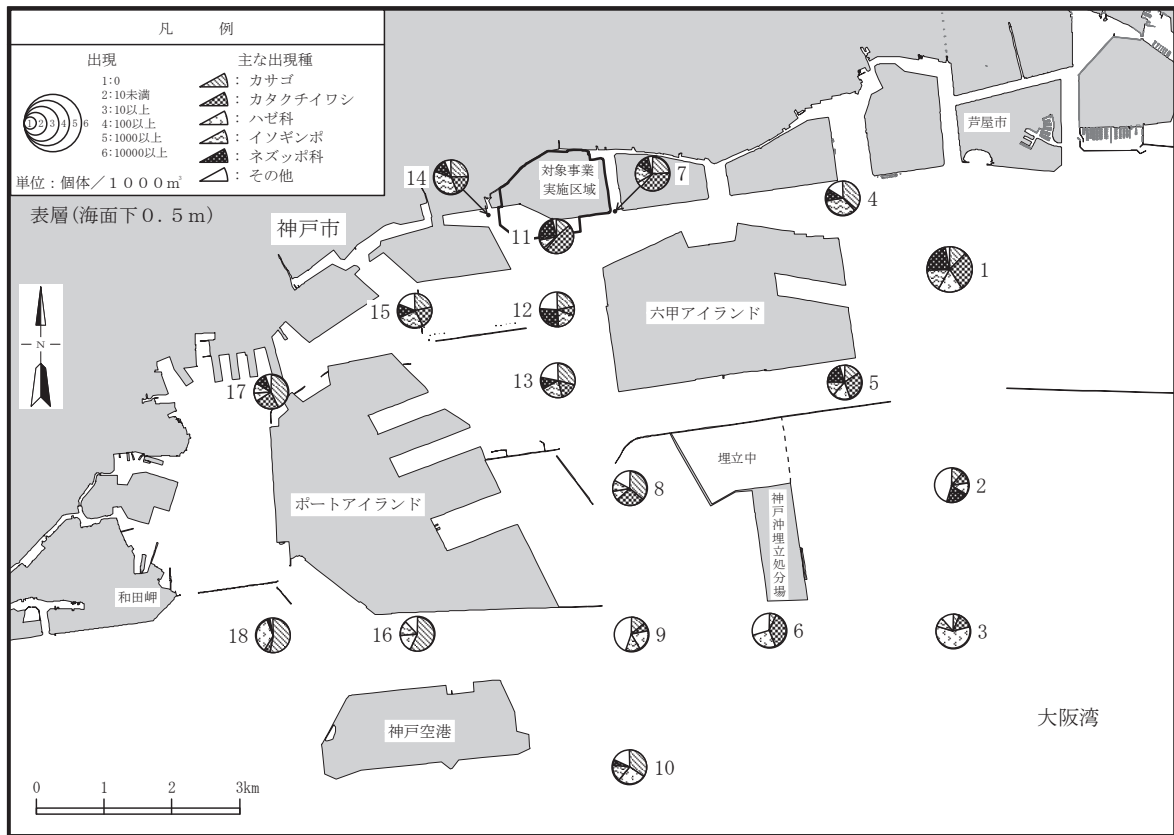 凡 例
出現
1:0
2:10未満
3:10以上
4:100以上
5:1000以上
6:10000以上
1 2 3 4 5 6
単位：個体／１０００㎥
主な出現種
：カサゴ
：カタクチイワシ
：ハゼ科
：イソギンポ
：ネズッポ科
：その他
表層(海面下０.５ｍ)
神戸市
芦屋市
対象事業
実施区域
14
7
4
11
1
15
12
六甲アイランド
N
17
13
5
8
埋立中
2
ポートアイランド
神戸沖埋立処分場
和田岬
18
16
9
6
3
神戸空港
大阪湾
10
0 1 2 3km